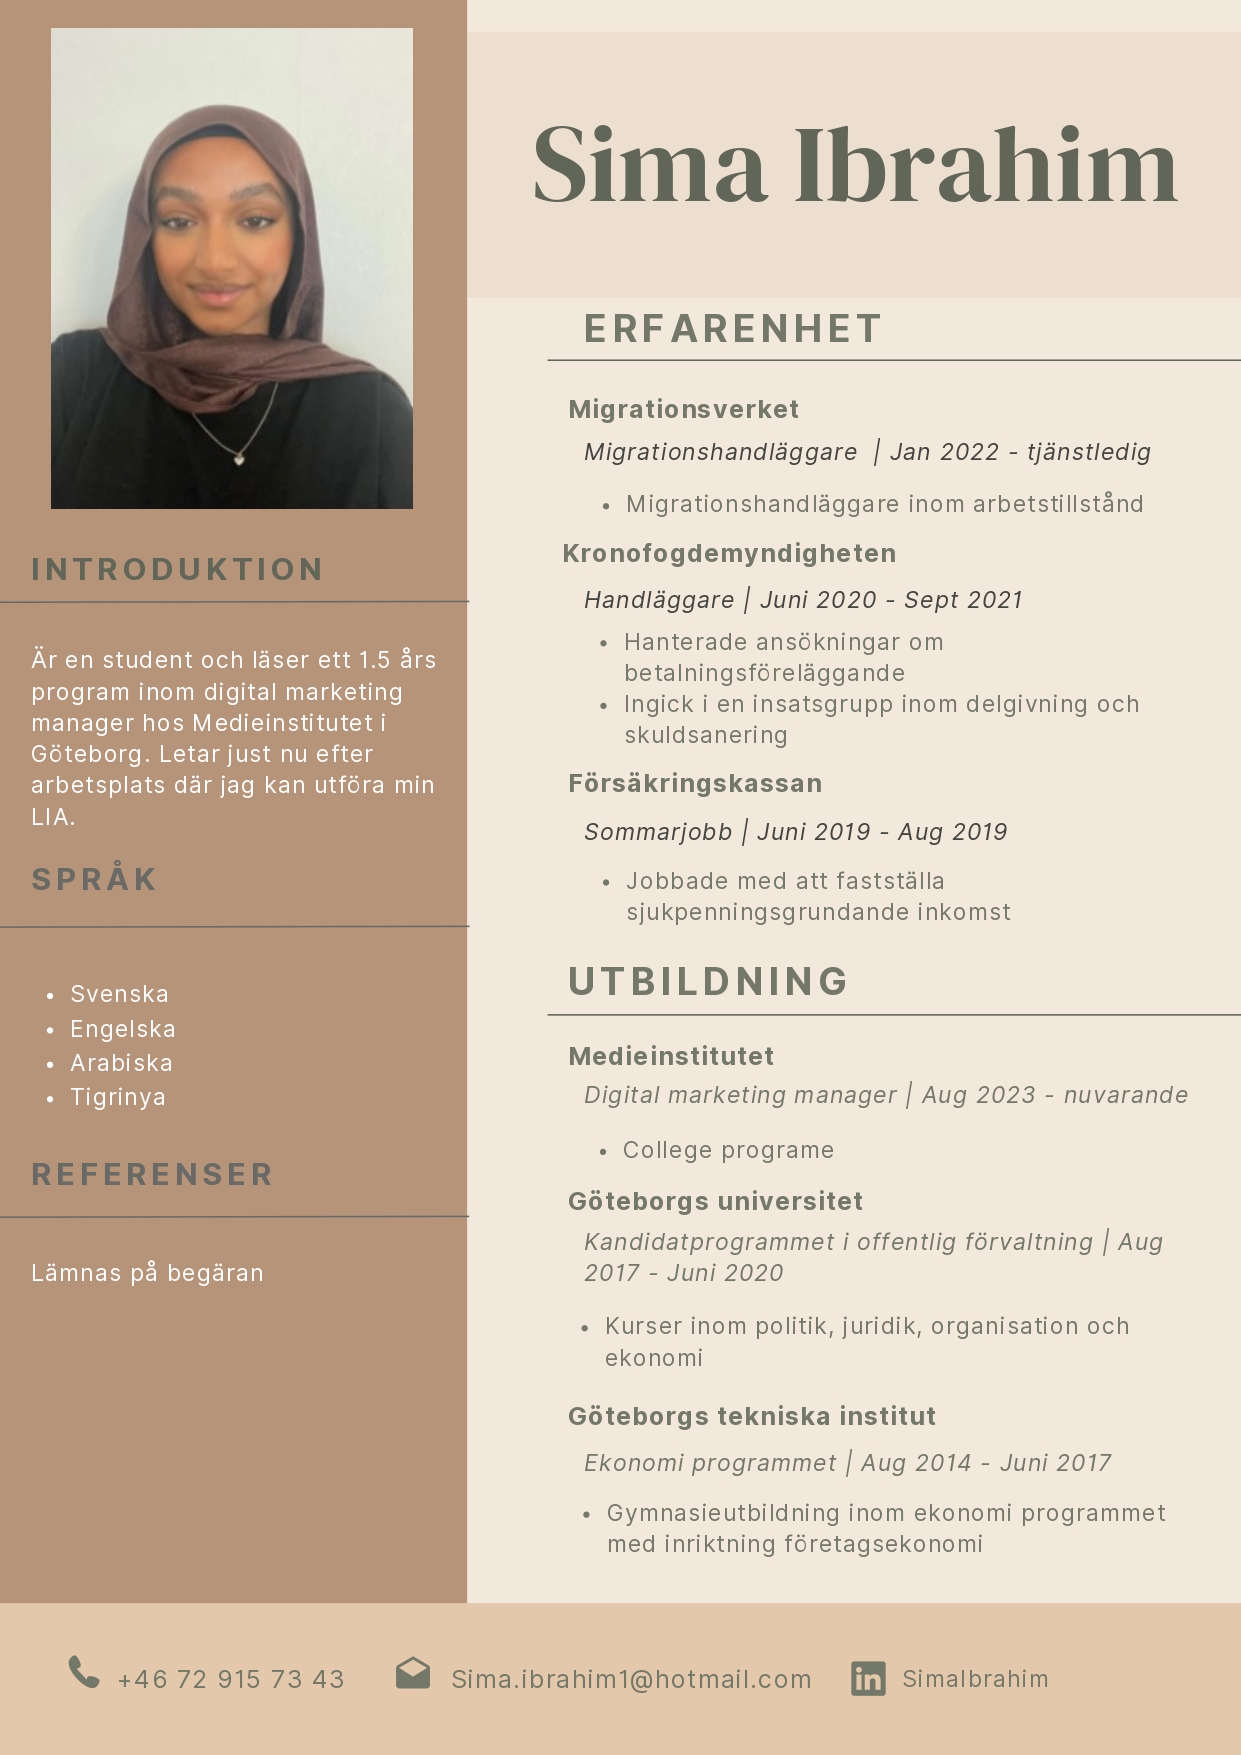 Sima Ibrahim
INTRODUKTION
Är en student och läser ett 1.5 års
program inom digital marketing
manager hos Medieinstitutet i
Göteborg. Letar just nu efter
arbetsplats där jag kan utföra min
LIA.
SPRÅK
Svenska
Engelska
Arabiska
Tigrinya
REFERENSER
Lämnas på begäran
ERFARENHET
Migrationsverket
Migrationshandläggare | Jan 2022 - tjänstledig
• Migrationshandläggare inom arbetstillstånd
Kronofogdemyndigheten
Handläggare | Juni 2020 - Sept 2021
• Hanterade ansökningar om
betalningsföreläggande
• Ingick i en insatsgrupp inom delgivning och
skuldsanering
Försäkringskassan
Sommarjobb | Juni 2019 - Aug 2019
• Jobbade med att fastställa
sjukpenningsgrundande inkomst
UTBILDNING
Medieinstitutet
Digital marketing manager | Aug 2023 - nuvarande
• College programe
Göteborgs universitet
Kandidatprogrammet i offentlig förvaltning | Aug
2017 - Juni 2020
• Kurser inom politik, juridik, organisation och
ekonomi
Göteborgs tekniska institut
Ekonomi programmet | Aug 2014 - Juni 2017
• Gymnasieutbildning inom ekonomi programmet
med inriktning företagsekonomi
+46 72 915 73 43
Sima.ibrahim1@hotmail.com
in SimaIbrahim